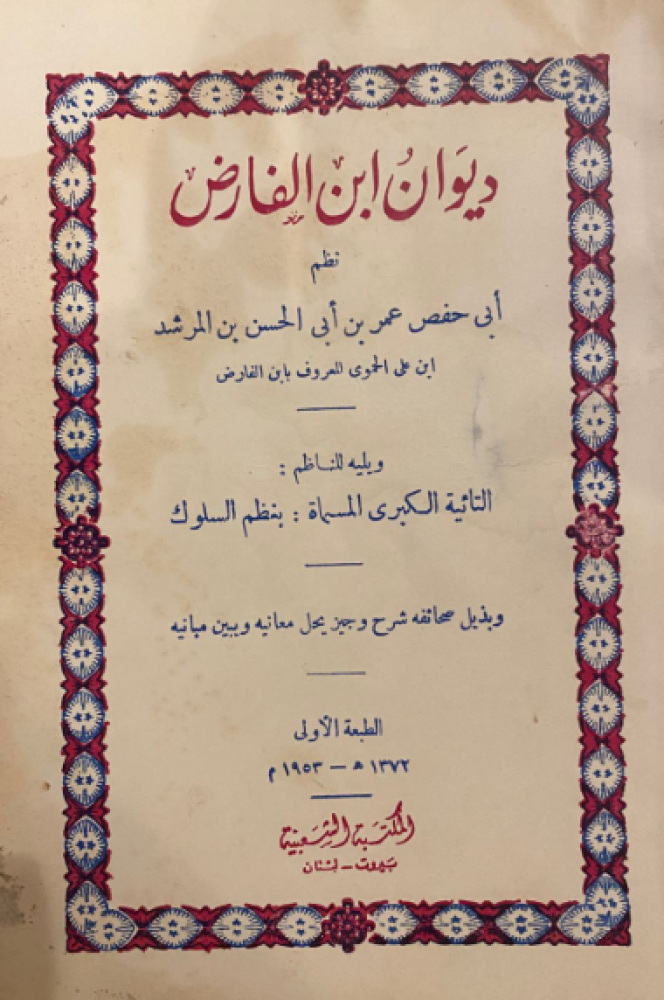 ديوَانُ ابن الفارض
نظم
أبى حفص عمر بن أبى الحسن بن المرشد
ابن على الحموى المعروف بابن الفارض
ويليه للناظم :
التائية الكبرى المسماة : بنظم السلوك
وبذيل صحائفه شرح وجيز يحل معانيه ويبين مبانيه
الطبعة الأولى
١٣٧٢ ھ — ١٩٥٣ م
المكتبة الشعبية
بيروت - لبنان